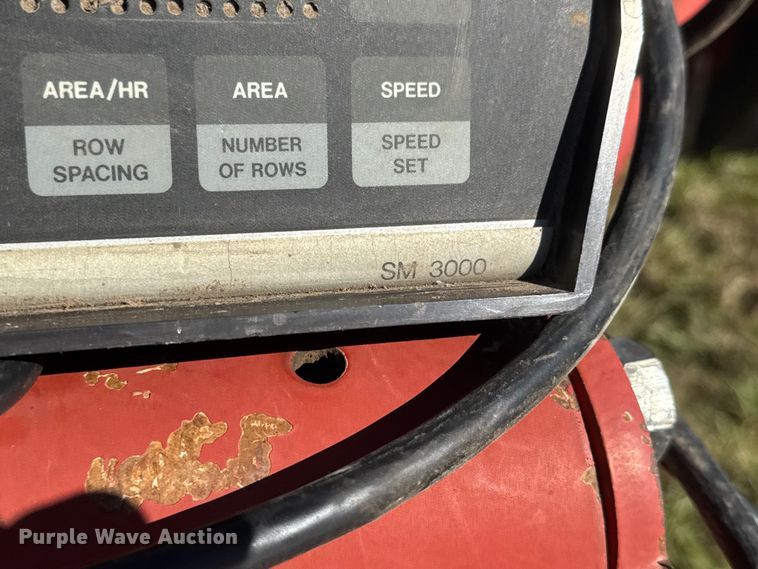 AREA/HR
ROW
SPACING
AREA
NUMBER
OF ROWS
SPEED
SPEED
SET
SM 3000
Purple Wave Auction